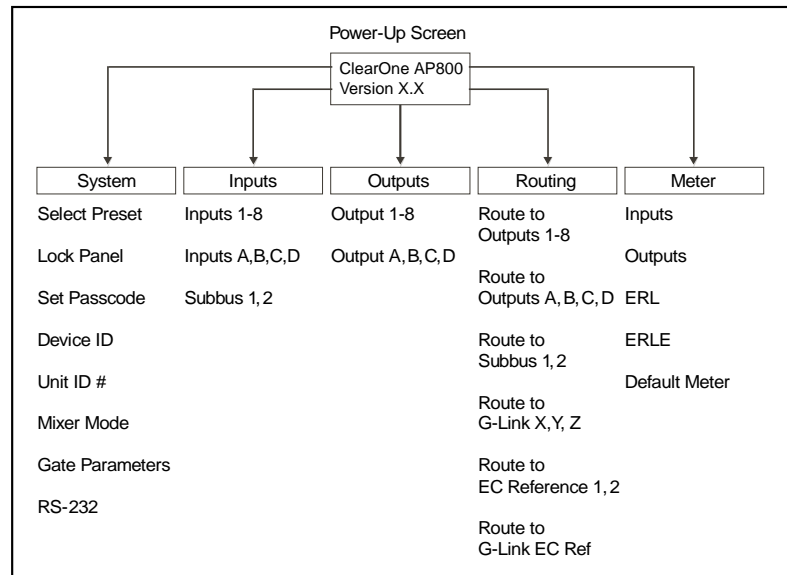 Power-Up Screen
ClearOne AP800
Version X.X
System
Select Preset
Lock Panel
Set Passcode
Device ID
Unit ID #
Mixer Mode
Gate Parameters
RS-232
Inputs
Inputs 1-8
Inputs A,B,C,D
Subbus 1,2
Outputs
Output 1-8
Output A,B,C,D
Routing
Route to
Outputs 1-8
Route to
Outputs A,B,C,D
Route to
Subbus 1,2
Route to
G-Link X,Y, Z
Route to
EC Reference 1,2
Route to
G-Link EC Ref
Meter
Inputs
Outputs
ERL
ERLE
Default Meter